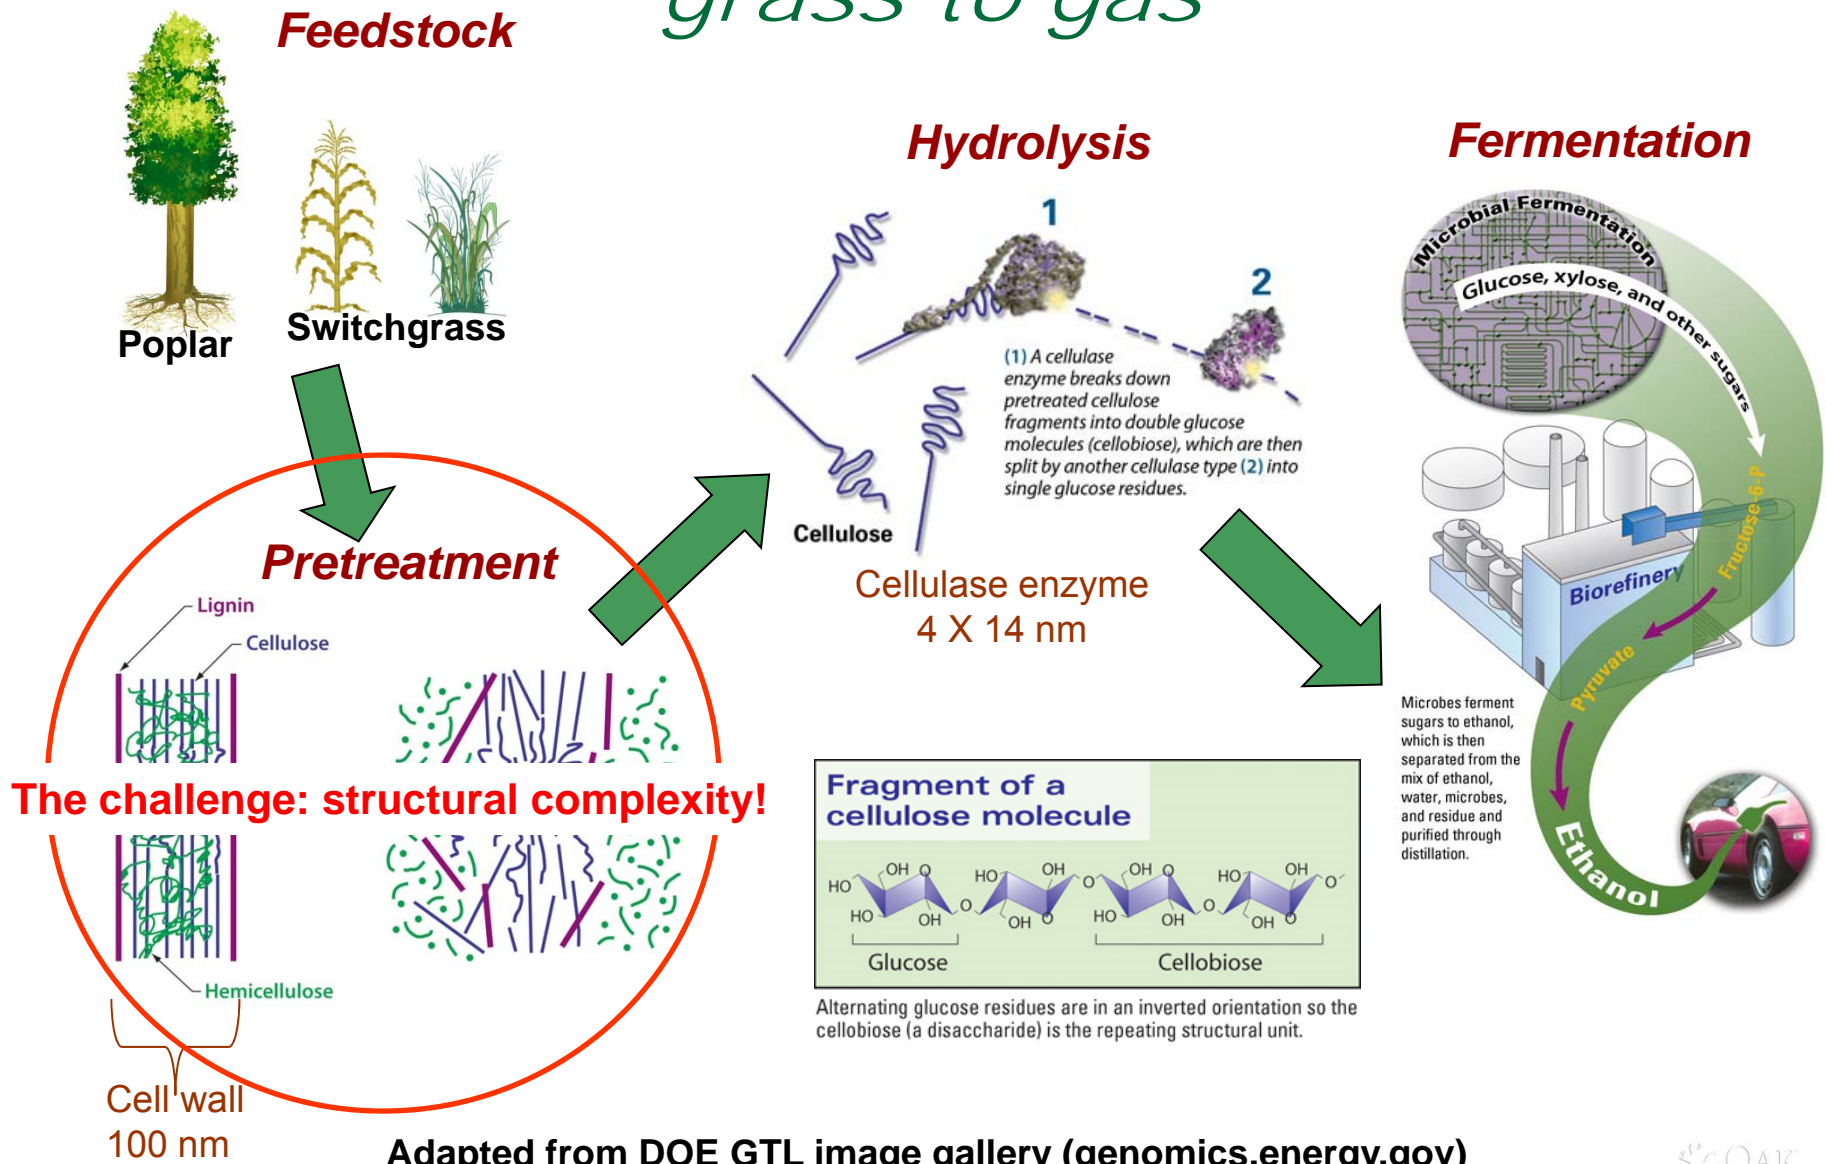 grass to gas
Feedstock
Poplar
Switchgrass
Pretreatment
Lignin
Cellulose
The challenge: structural complexity!
Hemicellulose
Cell wall
100 nm
Hydrolysis
1
2
(1) A cellulase
enzyme breaks down
pretreated cellulose
fragments into double glucose
molecules (cellobiose), which are then
split by another cellulase type (2) into
single glucose residues.
Cellulose
Cellulase enzyme
4 X 14 nm
Fragment of a
cellulose molecule
HO OH O HO OH O OH O HO OH O
HO OH O OH O HO OH O OH O
Glucose
Cellobiose
Alternating glucose residues are in an inverted orientation so the
cellobiose (a disaccharide) is the repeating structural unit.
Fermentation
Microbial Fermentation
Glucose, xylose, and other sugars
Fructose-6-P
Biorefinery
Pyruvate
Microbes ferment
sugars to ethanol,
which is then
separated from the
mix of ethanol,
water, microbes,
and residue and
purified through
distillation.
Ethanol
Adapted from DOE GTL image gallery (genomics.energy.gov)
OAK